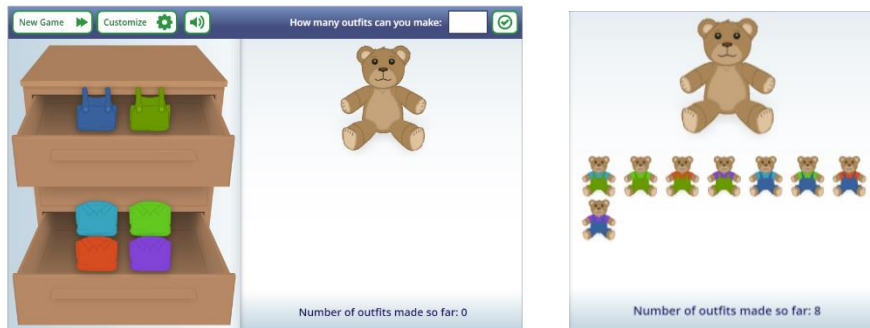 New Game
Customize
How many outfits can you make:
Number of outfits made so far: 0
Number of outfits made so far: 8